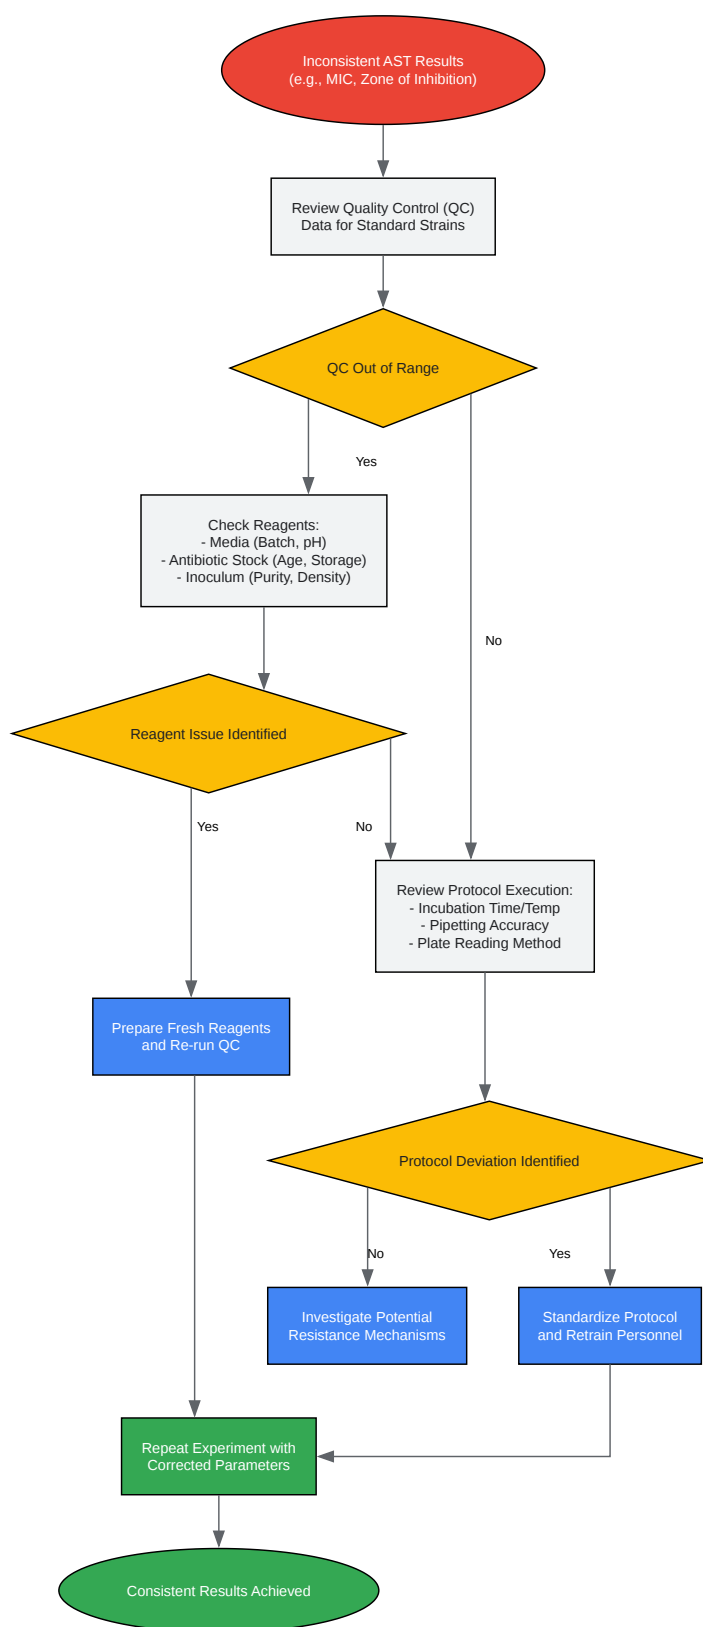 Inconsistent AST Results
(e.g., MIC, Zone of Inhibition)
Review Quality Control (QC)
Data for Standard Strains
QC Out of Range
Yes
Check Reagents:
- Media (Batch, pH)
- Antibiotic Stock (Age, Storage)
- Inoculum (Purity, Density)
No
Reagent Issue Identified
Yes
No
Review Protocol Execution:
- Incubation Time/Temp
- Pipetting Accuracy
- Plate Reading Method
Prepare Fresh Reagents
and Re-run QC
Protocol Deviation Identified
No
Yes
Investigate Potential
Resistance Mechanisms
Standardize Protocol
and Retrain Personnel
Repeat Experiment with
Corrected Parameters
Consistent Results Achieved